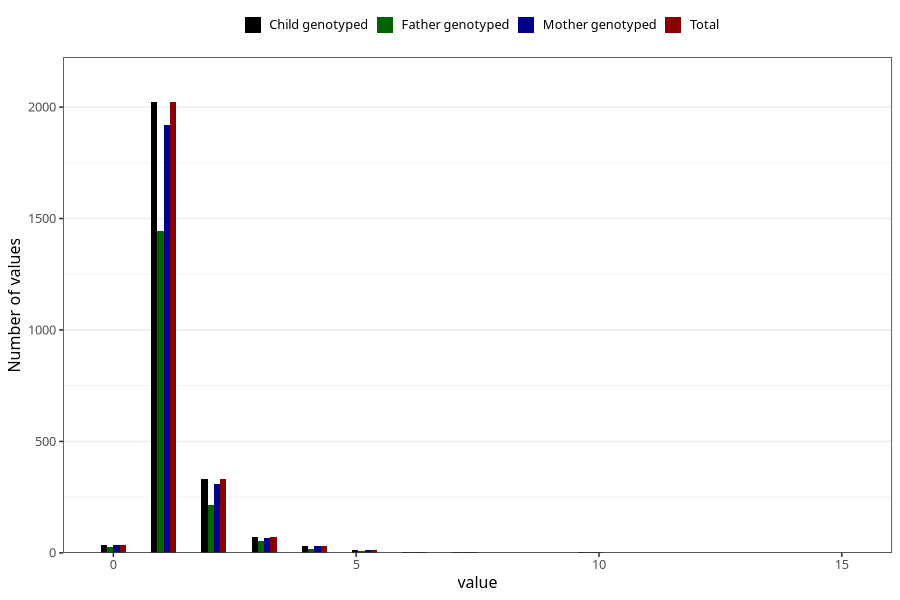 Child genotyped Father genotyped Mother genotyped Total
Number of values
2000
1500
1000
500
0
0 5 10 15
value